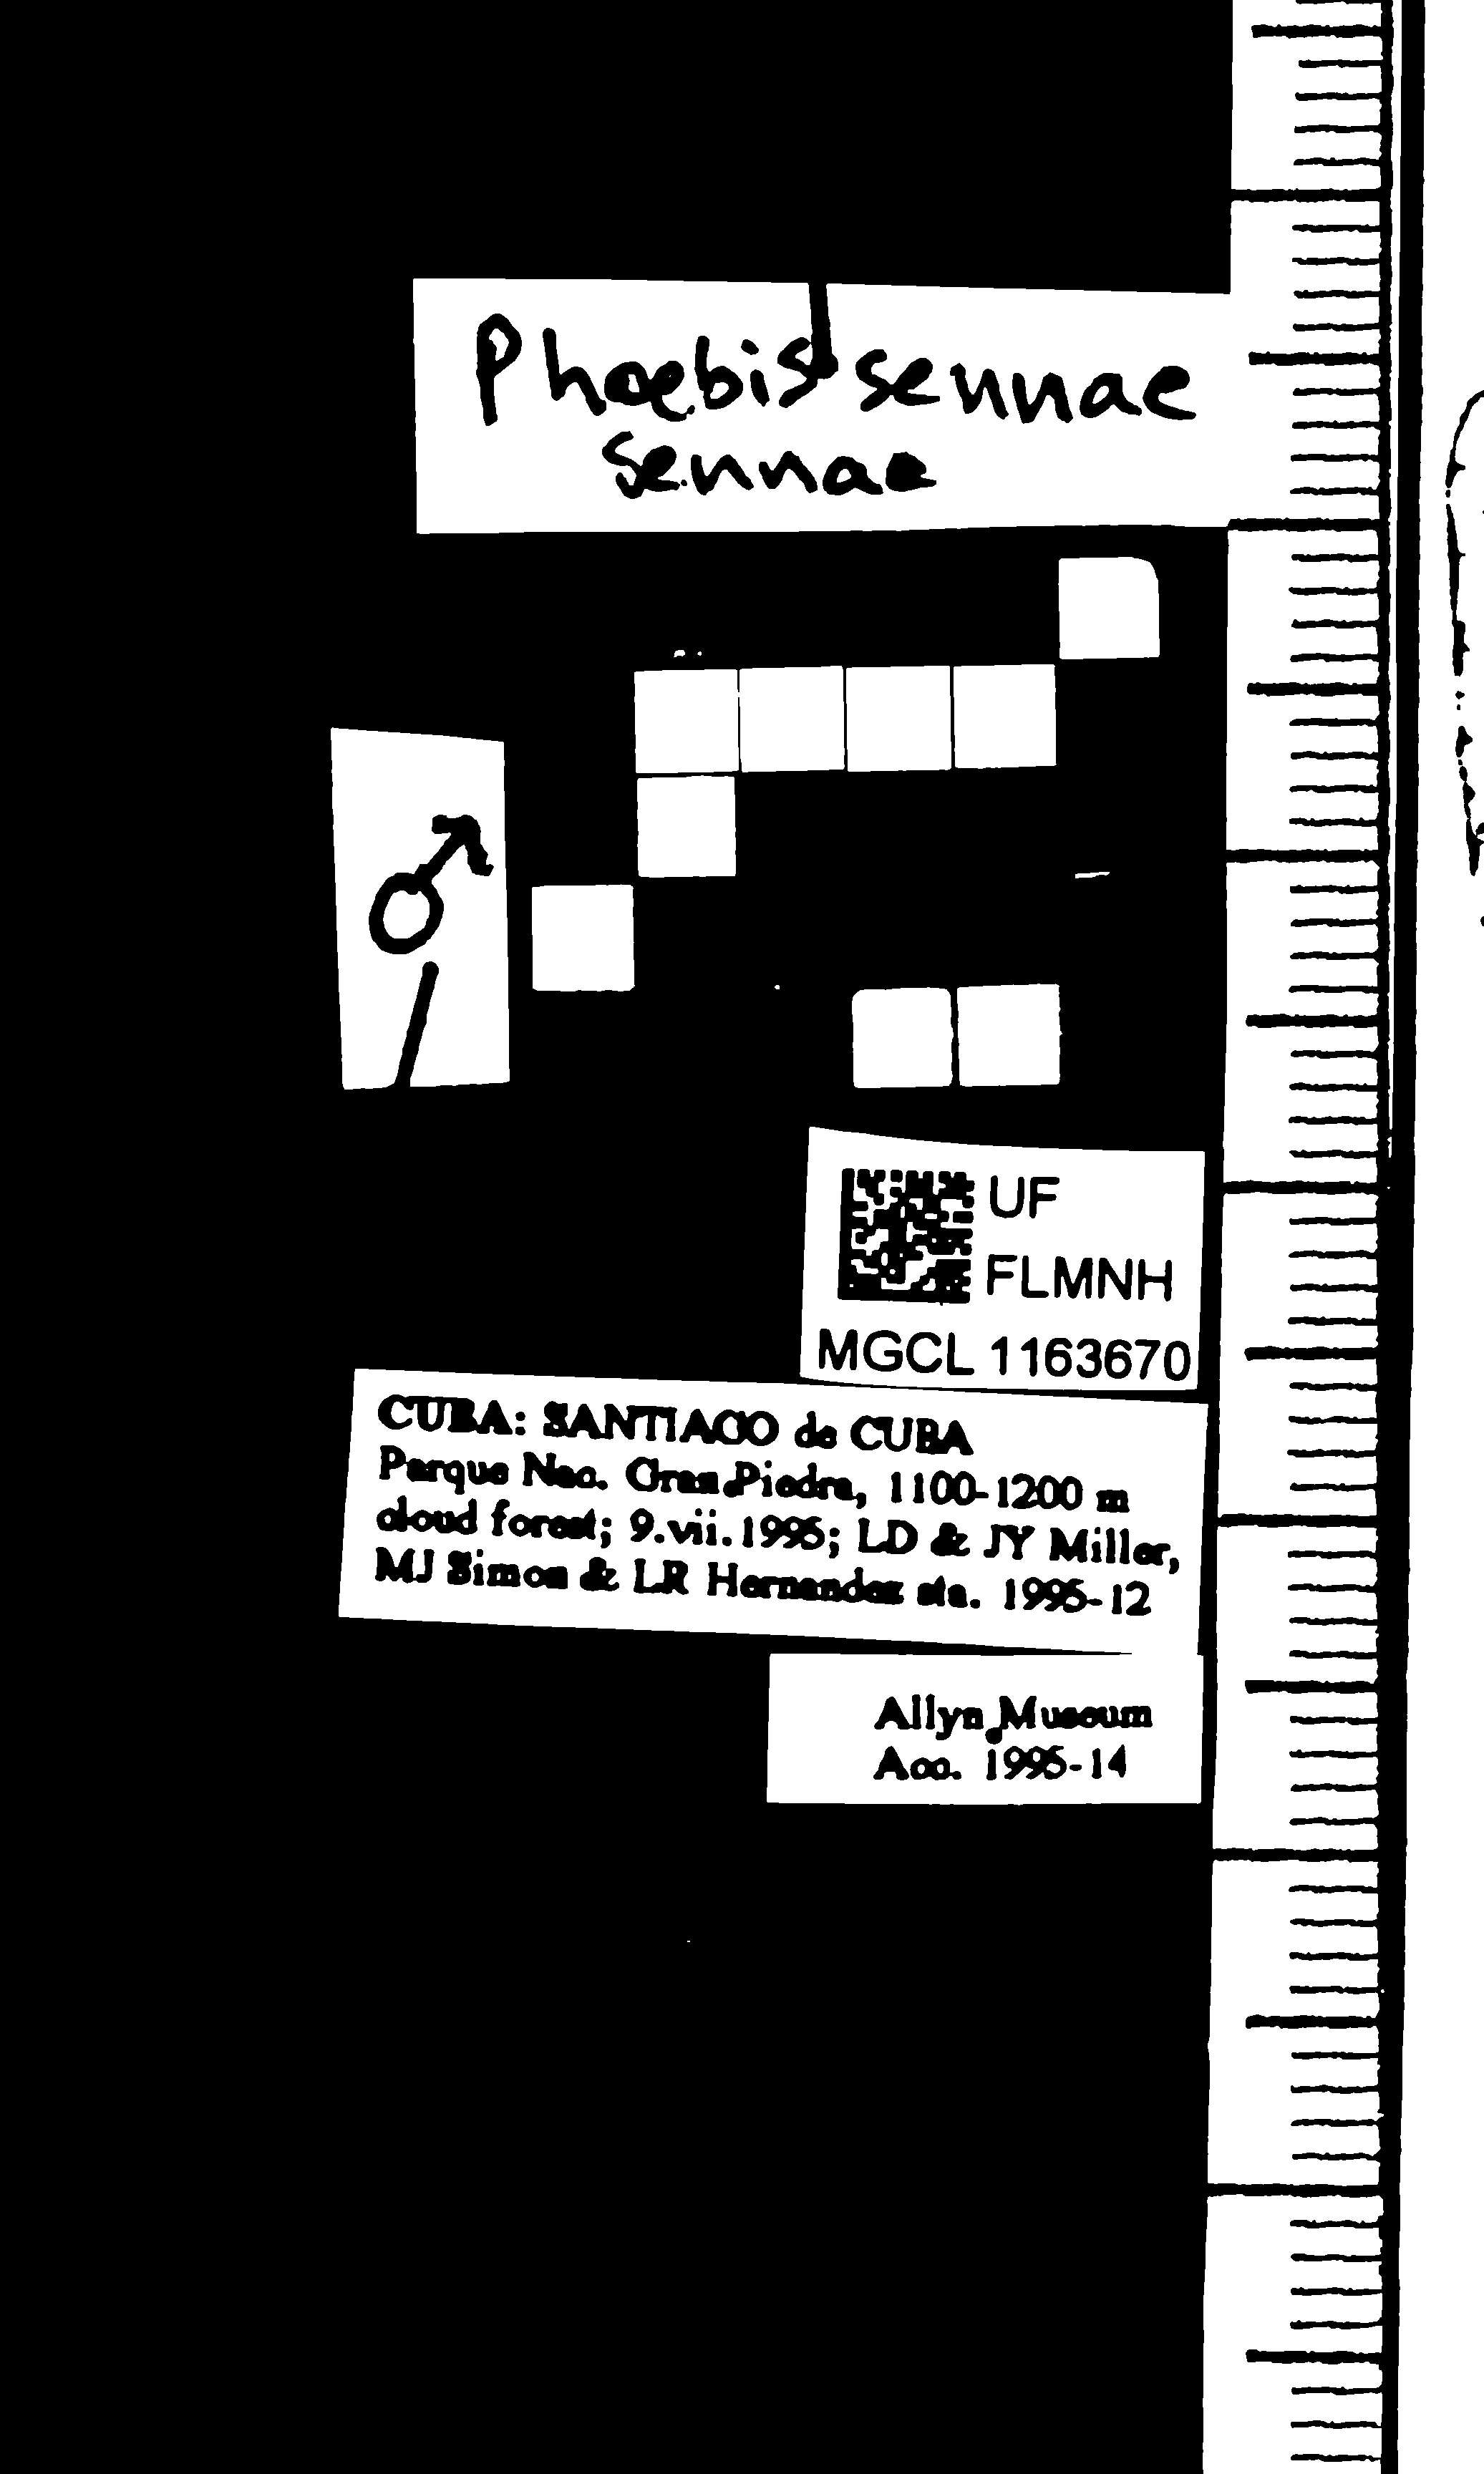 Phoebis sennae
sennae
♂
UF
FLMNH
MGCL 1163670
CUBA: SANTIAGO de CUBA
Parque Nac. Gran Piedra, 1100-1200 m
cloud forest; 9.vii.1995; LD & JY Miller,
MJ Simon & LR Hernandez sta. 1995-12
Allyn Museum
Acc. 1995-14